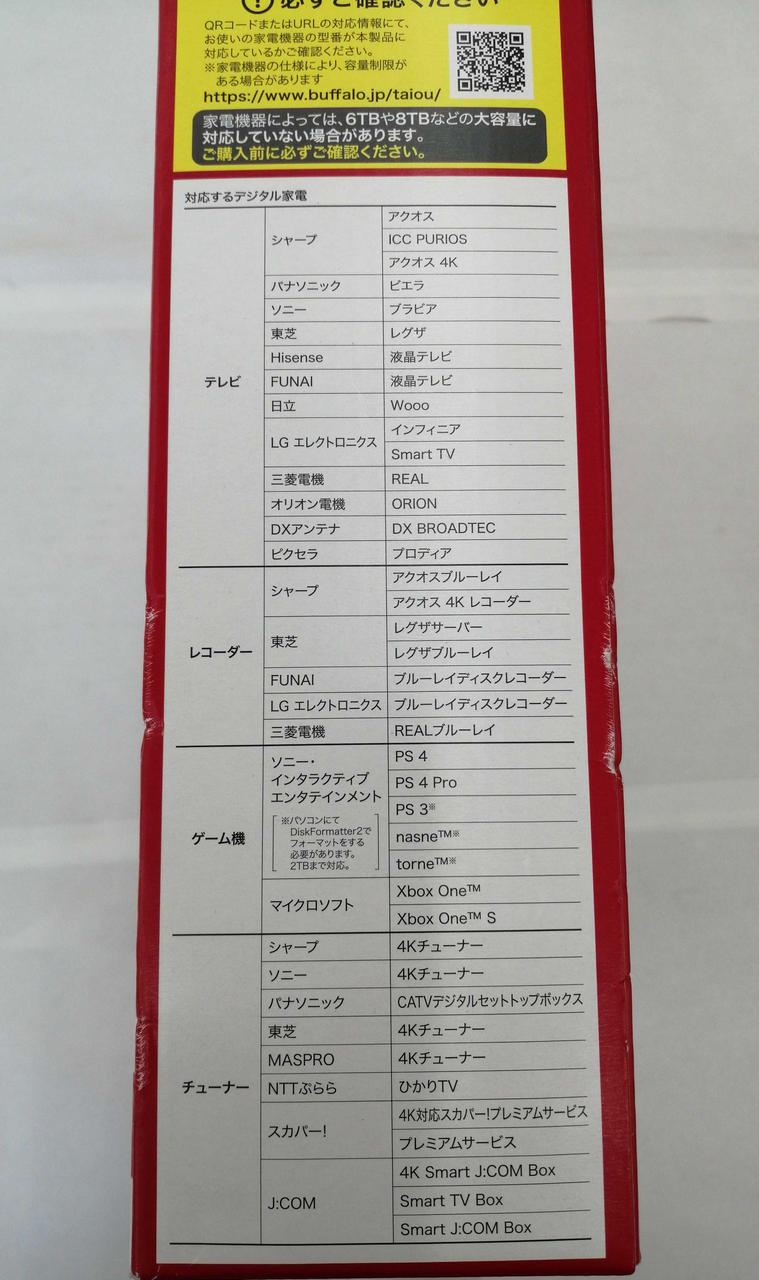 ! 必ずご確認ください
QRコードまたはURLの対応情報にて、
お使いの家電機器の型番が本製品に
対応しているかご確認ください。
※家電機器の仕様により、容量制限が
ある場合があります
https://www.buffalo.jp/taiou/
家電機器によっては、6TBや8TBなどの大容量に
対応していない場合があります。
ご購入前に必ずご確認ください。
対応するデジタル家電
テレビ
シャープ
アクオス
ICC PURIOS
アクオス 4K
パナソニック ビエラ
ソニー ブラビア
東芝 レグザ
Hisense 液晶テレビ
FUNAI 液晶テレビ
日立 Wooo
LG エレクトロニクス
インフィニア
Smart TV
三菱電機 REAL
オリオン電機 ORION
DXアンテナ DX BROADTEC
ピクセラ プロディア
レコーダー
シャープ
アクオスブルーレイ
アクオス 4K レコーダー
東芝
レグザサーバー
レグザブルーレイ
FUNAI ブルーレイディスクレコーダー
LG エレクトロニクス ブルーレイディスクレコーダー
三菱電機 REALブルーレイ
ゲーム機
ソニー・
インタラクティブ
エンタテインメント
※パソコンにて
DiskFormatter2で
フォーマットをする
必要があります。
2TBまで対応。
PS 4
PS 4 Pro
PS 3※
nasne™※
torne™※
マイクロソフト
Xbox One™
Xbox One™ S
チューナー
シャープ 4Kチューナー
ソニー 4Kチューナー
パナソニック CATVデジタルセットトップボックス
東芝 4Kチューナー
MASPRO 4Kチューナー
NTTぷらら ひかりTV
スカパー!
4K対応スカパー!プレミアムサービス
プレミアムサービス
J:COM
4K Smart J:COM Box
Smart TV Box
Smart J:COM Box